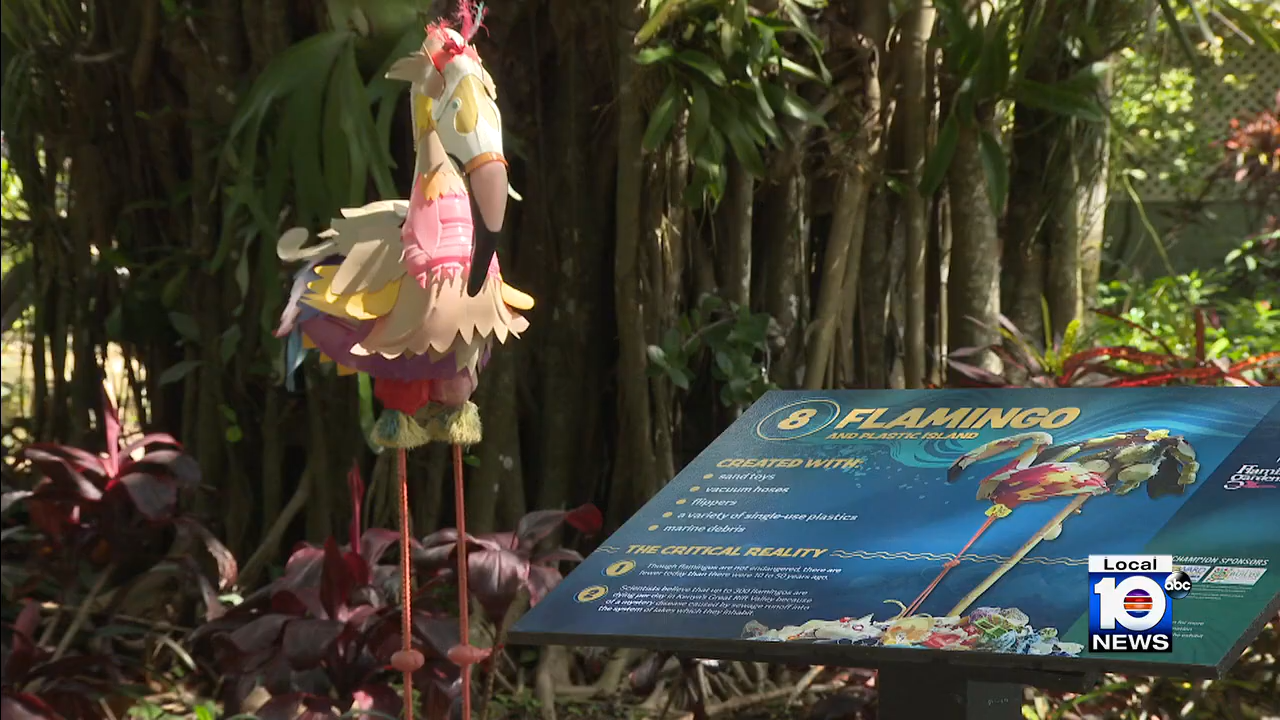 8 FLAMINGO
AND PLASTIC ISLAND
CREATED WITH:
• sand toys
• vacuum hoses
• flippers
• a variety of single-use plastics
• marine debris
THE CRITICAL REALITY
1 Though flamingos are not endangered, there are
fewer today than there were 10 to 50 years ago.
2 Scientists believe that up to 300 flamingos are
dying per day in Kenya's Great Rift Valley because
of a mystery disease caused by sewage runoff into
the system of lakes which they inhabit.
CHAMPION SPONSORS
Local
10
abc
NEWS